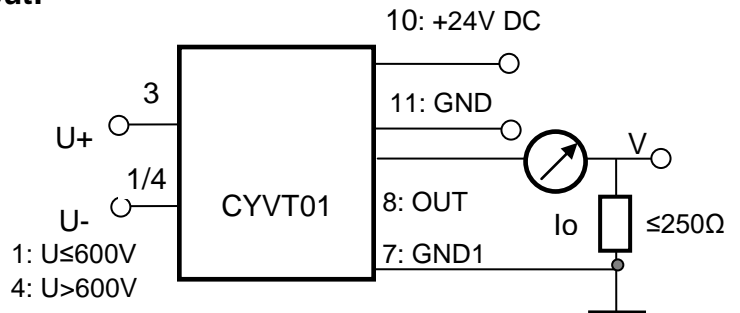 10: +24V DC
3
11: GND
U+
V
1/4
CYVT01
8: OUT
U-
Io
≤250Ω
1: U≤600V
7: GND1
4: U>600V